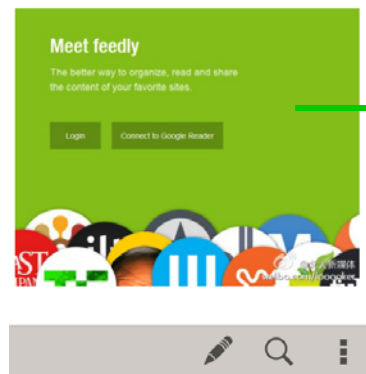 Meet feedly
The better way to organize, read and share
the content of your favorite sites.
Login
Connect to Google Reader